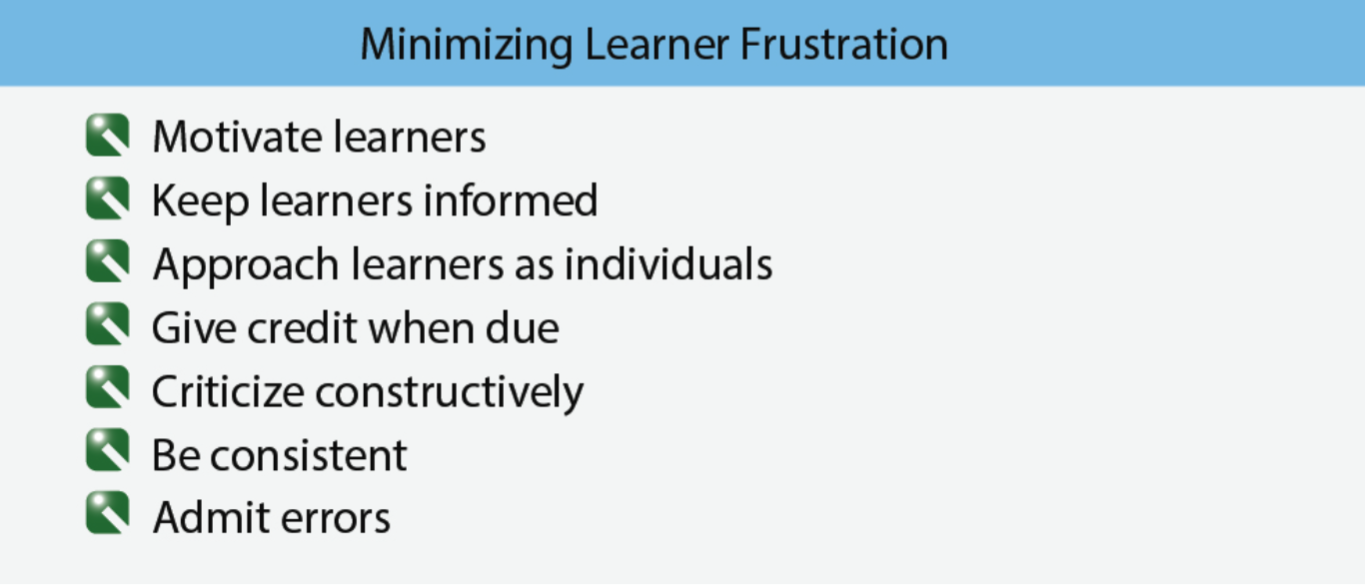 Minimizing Learner Frustration
Motivate learners
Keep learners informed
Approach learners as individuals
Give credit when due
Criticize constructively
Be consistent
Admit errors